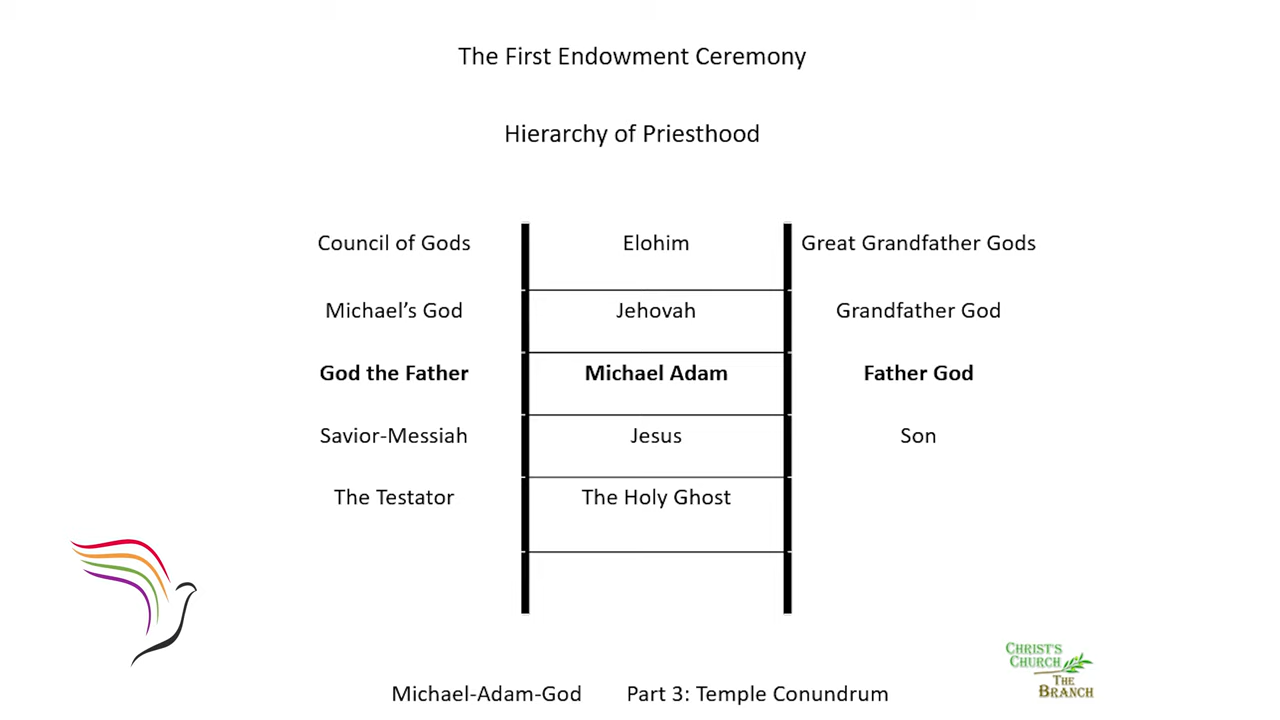 The First Endowment Ceremony
Hierarchy of Priesthood
Council of Gods Elohim Great Grandfather Gods
Michael’s God Jehovah Grandfather God
God the Father Michael Adam Father God
Savior-Messiah Jesus Son
The Testator The Holy Ghost
CHRIST'S
CHURCH
THE
BRANCH
Michael-Adam-God Part 3: Temple Conundrum